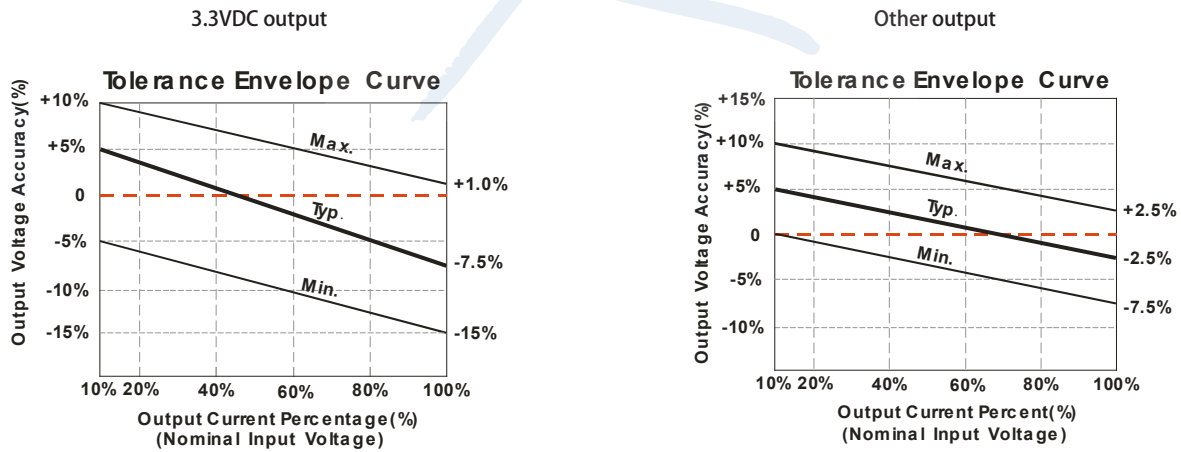 3.3VDC output
Tolerance Envelope Curve
Output Voltage Accuracy(%)
+10%
+5%
0
-5%
-10%
-15%
Max.
Typ.
Min.
+1.0%
-7.5%
-15%
10% 20% 40% 60% 80% 100%
Output Current Percentage(%)
(Nominal Input Voltage)
Other output
Tolerance Envelope Curve
Output Voltage Accuracy(%)
+15%
+10%
+5%
0
-5%
-10%
Max.
Typ.
Min.
+2.5%
-2.5%
-7.5%
10% 20% 40% 60% 80% 100%
Output Current Percent(%)
(Nominal Input Voltage)